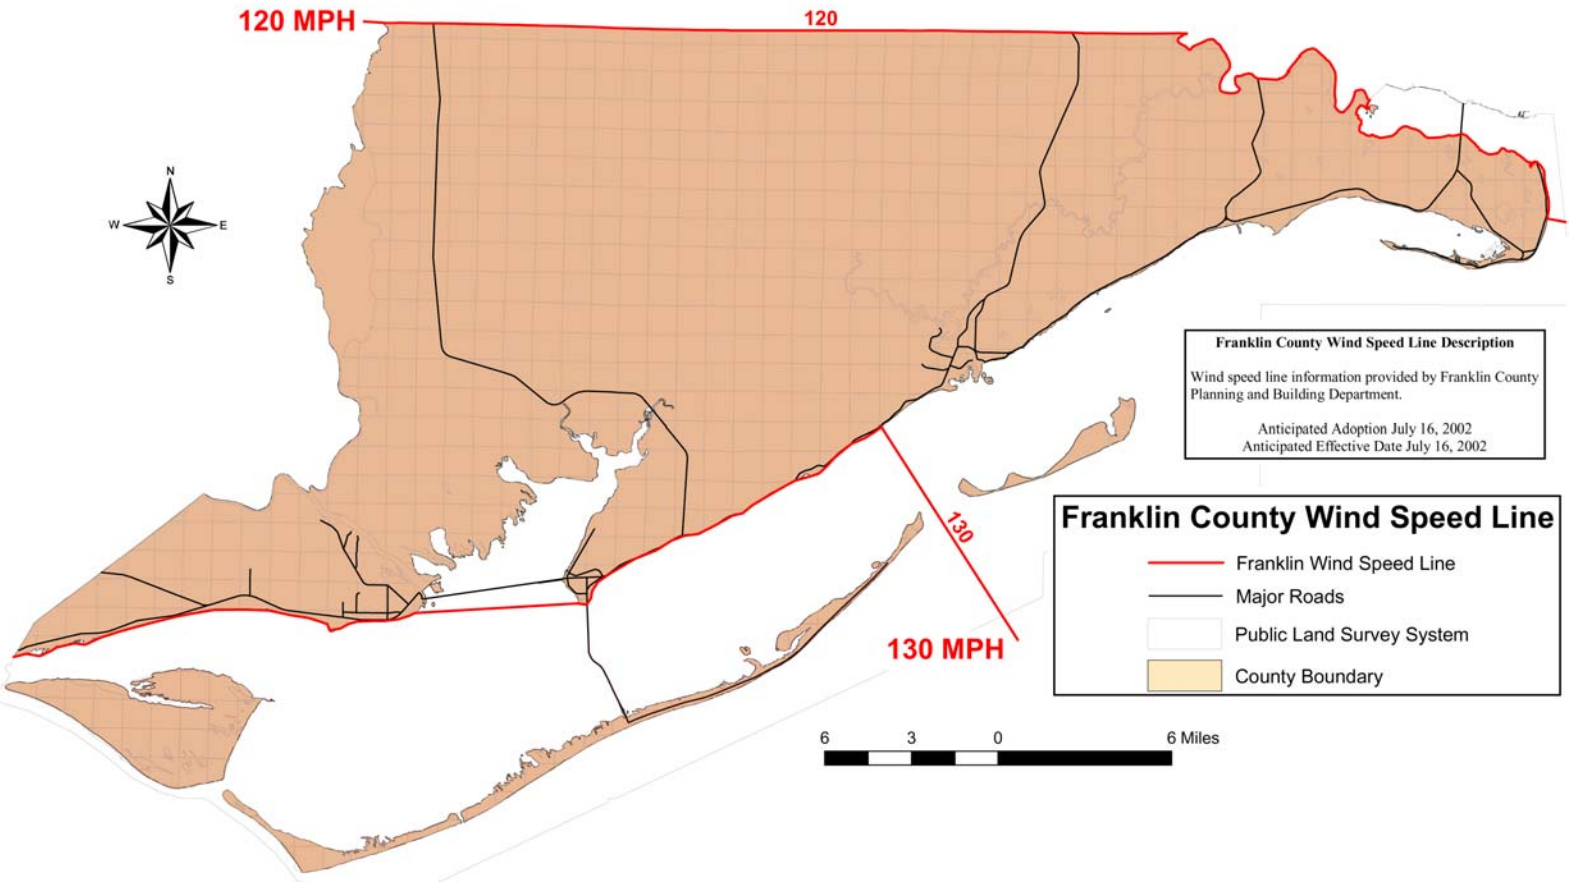 120 MPH
120
N
W
E
S
Franklin County Wind Speed Line Description
Wind speed line information provided by Franklin County
Planning and Building Department.
Anticipated Adoption July 16, 2002
Anticipated Effective Date July 16, 2002
130
130 MPH
Franklin County Wind Speed Line
Franklin Wind Speed Line
Major Roads
Public Land Survey System
County Boundary
6 3 0 6 Miles